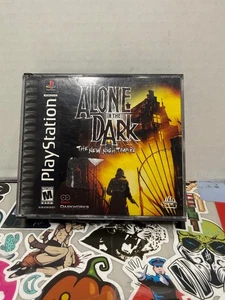 PlayStation
ALONE
IN THE
DARK
THE NEW NIGHTMARE
M
DARKWORKS